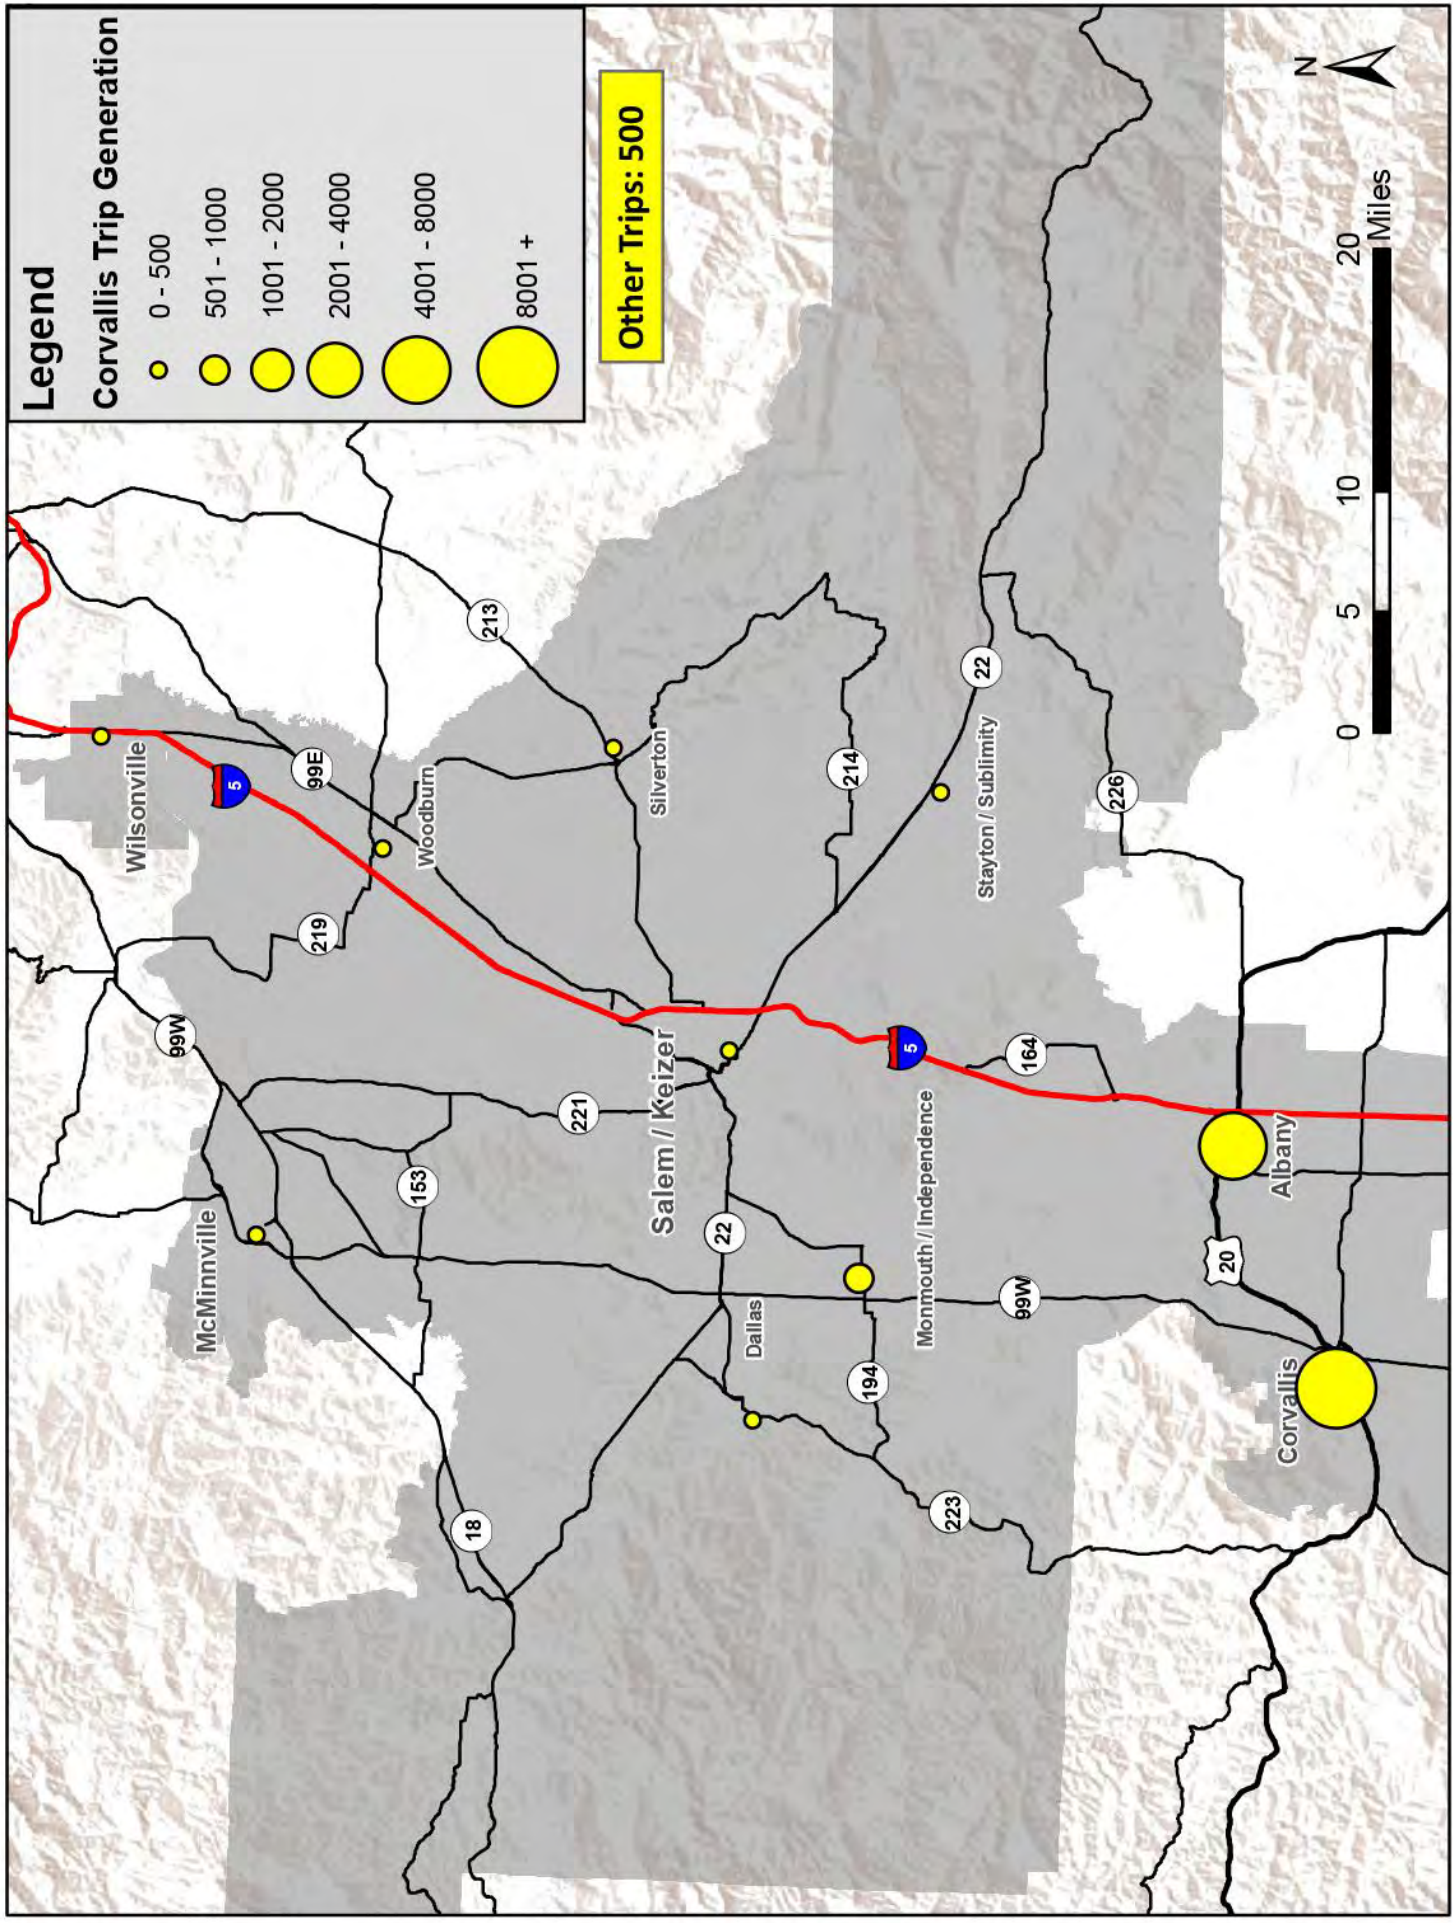 Legend
Corvallis Trip Generation
0 - 500
501 - 1000
1001 - 2000
2001 - 4000
4001 - 8000
8001 +
Other Trips: 500
Wilsonville
5
99E
213
219
Woodburn
99W
McMinnville
153
221
Silverton
Salem / Keizer
214
22
18
22
Dallas
Stayton / Sublimity
5
Monmouth / Independence
194
223
99W
164
226
20
Albany
Corvallis
N
0
5
10
20
Miles